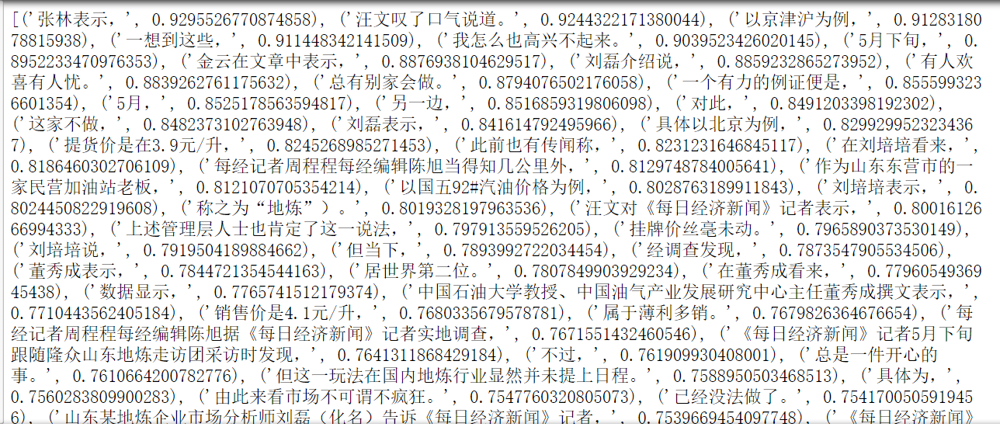 [('张林表示，', 0.9295526770874858), ('汪文叹了口气说道。', 0.9244322171380044), ('以京津沪为例，', 0.9128318078815938)
78815938), ('一想到这些，', 0.911448342141509), ('我怎么也高兴不起来。', 0.9039523426020145), ('5月下旬，', 0.
8952233470976353), ('金云在文章中表示，', 0.8876938104629517), ('刘磊介绍说，', 0.8859232865273952), ('有人欢
喜有人忧。', 0.8839262761175632), ('总有别家会做。', 0.8794076502176058), ('一个有力的例证便是，', 0.855599323
6601354), ('5月，', 0.8525178563594817), ('另一边，', 0.8516859319806098), ('对此，', 0.8491203398192302),
('这家不做，', 0.8482373102763948), ('刘磊表示，', 0.841614792495966), ('具体以北京为例，', 0.829929952323436
7), ('提货价是在3.9元/升，', 0.8245268985271453), ('此前也有传闻称，', 0.8231231646845117), ('在刘培培看来，',
0.8186460302706109), ('每经记者周程程每经编辑陈旭当得知几公里外，', 0.8129748784005641), ('作为山东东营市的一
家民营加油站老板，', 0.8121070705354214), ('以国五92#汽油价格为例，', 0.8028763189911843), ('刘培培表示，', 0.
8024450822919608), ('称之为“地炼”）。', 0.8019328197963536), ('汪文对《每日经济新闻》记者表示，', 0.80016126
66994333), ('上述管理层人士也肯定了这一说法，', 0.797913559526205), ('挂牌价丝毫未动。', 0.7965890373530149),
('刘培培说，', 0.7919504189884662), ('但当下，', 0.7893992722034454), ('经调查发现，', 0.7873547905534506),
('董秀成表示，', 0.7844721354544163), ('居世界第二位。', 0.7807849903929234), ('在董秀成看来，', 0.77960549369
45438), ('数据显示，', 0.7765741512179374), ('中国石油大学教授、中国油气产业发展研究中心主任董秀成撰文表示，',
0.7710443562405184), ('销售价是4.1元/升，', 0.7680335679578781), ('属于薄利多销。', 0.7679826364676654), ('每
经记者周程程每经编辑陈旭据《每日经济新闻》记者实地调查，', 0.7671551432460546), ('《每日经济新闻》记者5月下旬
跟随隆众山东地炼走访团采访时发现，', 0.7641311868429184), ('不过，', 0.761909930408001), ('总是一件开心的
事。', 0.7610664200782776), ('但这一玩法在国内地炼行业显然并未提上日程。', 0.7588950503468513), ('具体为，',
0.7560283809900283), ('由此来看市场不可谓不疯狂。', 0.7547760320805073), ('已经没法做了。', 0.754170050591945
6), ('山东某地炼企业市场分析师刘磊（化名）告诉《每日经济新闻》记者，', 0.7539669454097748), ('《每日经济新闻》